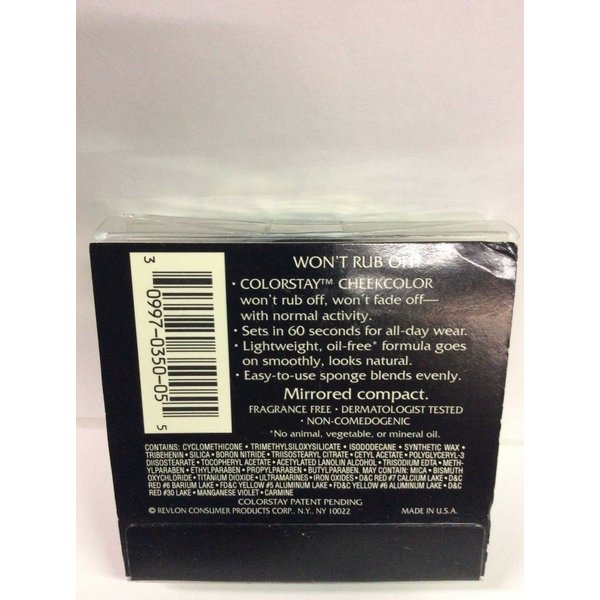 3 0997-0350-05 5
WON'T RUB OFF!
• COLORSTAY™ CHEEKCOLOR
won't rub off, won't fade off—
with normal activity.
• Sets in 60 seconds for all-day wear.
• Lightweight, oil-free* formula goes
on smoothly, looks natural.
• Easy-to-use sponge blends evenly.
Mirrored compact.
FRAGRANCE FREE • DERMATOLOGIST TESTED
• NON-COMEDOGENIC
*No animal, vegetable, or mineral oil.
CONTAINS: CYCLOMETHICONE • TRIMETHYLSILOXYSILICATE • ISODODECANE • SYNTHETIC WAX •
TRIBEHENIN • SILICA • BORON NITRIDE • TRIISOSTEARYL CITRATE • CETYL ACETATE • POLYGLYCERYL-3
DIISOSTEARATE • TOCOPHERYL ACETATE • ACETYLATED LANOLIN ALCOHOL • TRISODIUM EDTA • METH-
YLPARABEN • ETHYLPARABEN • PROPYLPARABEN • BUTYLPARABEN. MAY CONTAIN: MICA • BISMUTH
OXYCHLORIDE • TITANIUM DIOXIDE • ULTRAMARINES • IRON OXIDES • D&C RED #7 CALCIUM LAKE • D&C
RED #6 BARIUM LAKE • FD&C YELLOW #5 ALUMINUM LAKE • FD&C YELLOW #6 ALUMINUM LAKE • D&C
RED #30 LAKE • MANGANESE VIOLET • CARMINE
COLORSTAY PATENT PENDING
© REVLON CONSUMER PRODUCTS CORP., N.Y., NY 10022 MADE IN U.S.A.